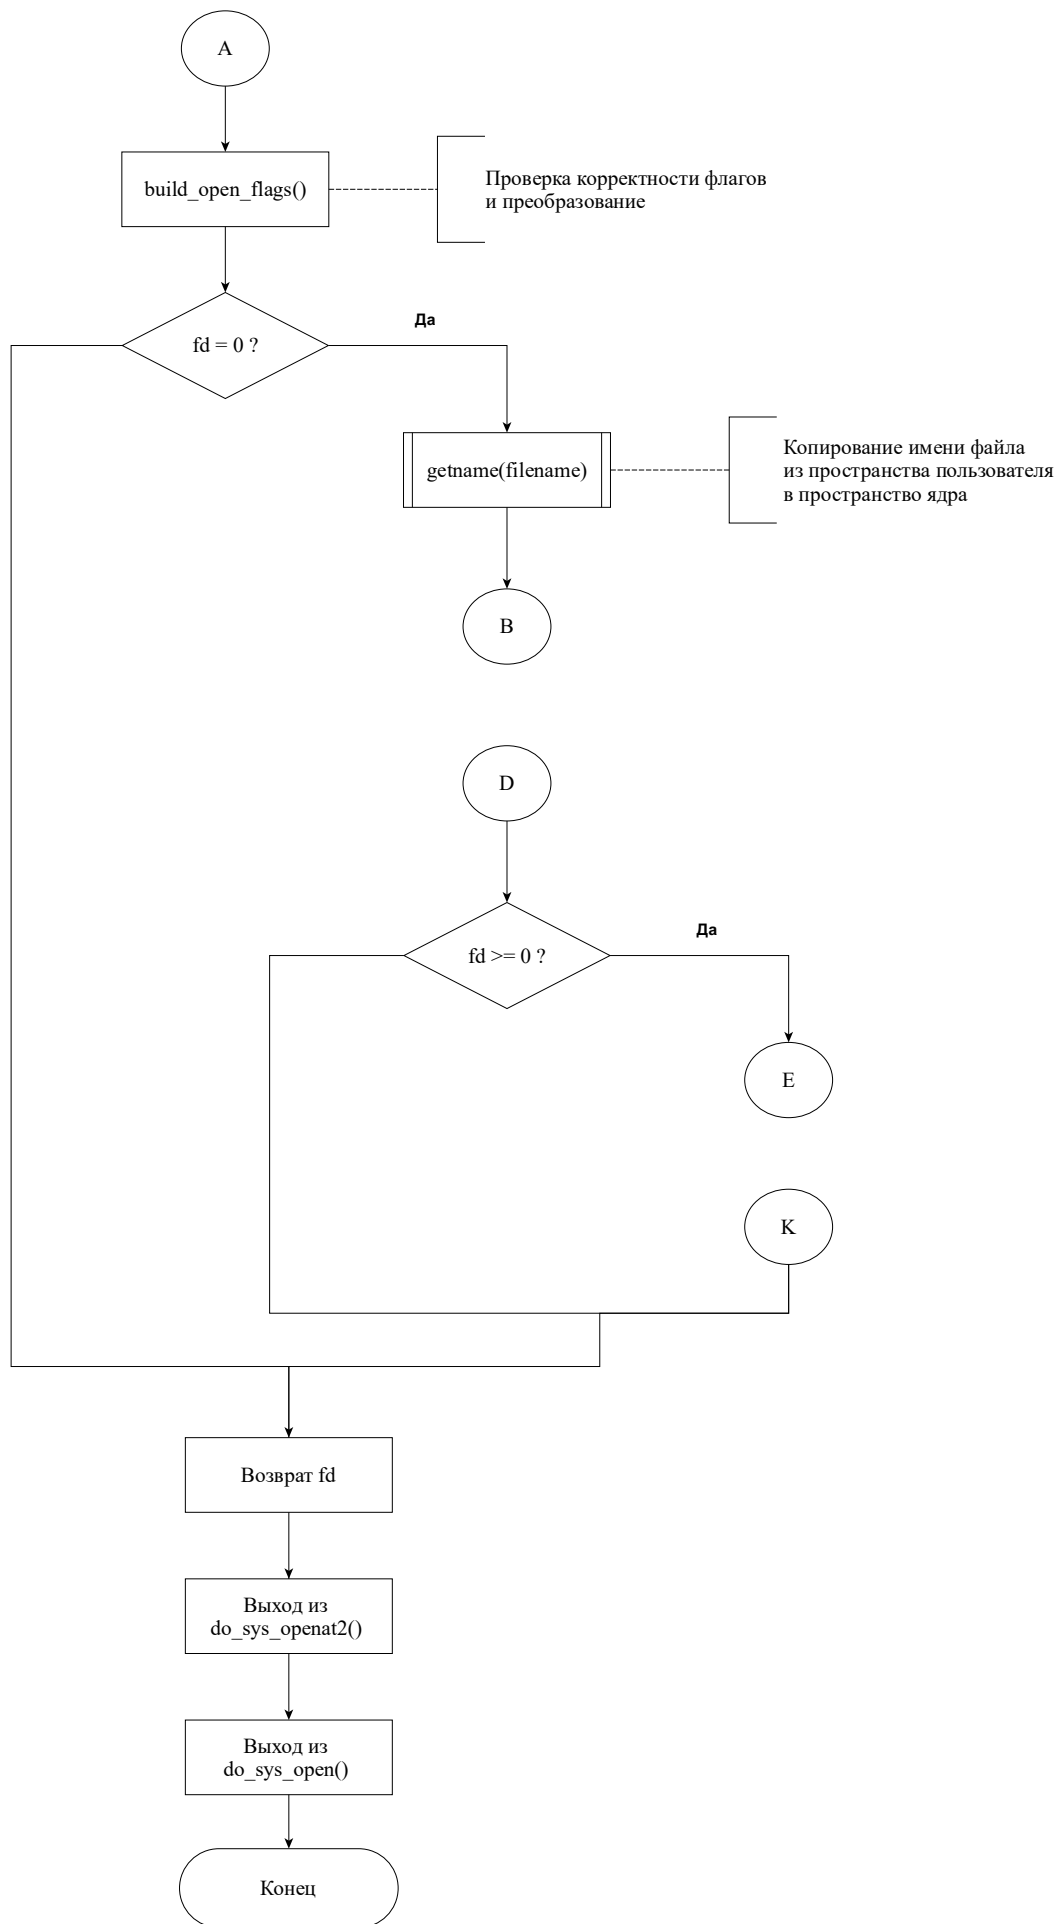 A
build_open_flags()
Проверка корректности флагов
и преобразование
fd = 0 ?
Да
getname(filename)
Копирование имени файла
из пространства пользователя
в пространство ядра
B
D
fd >= 0 ?
Да
E
K
Возврат fd
Выход из
do_sys_openat2()
Выход из
do_sys_open()
Конец